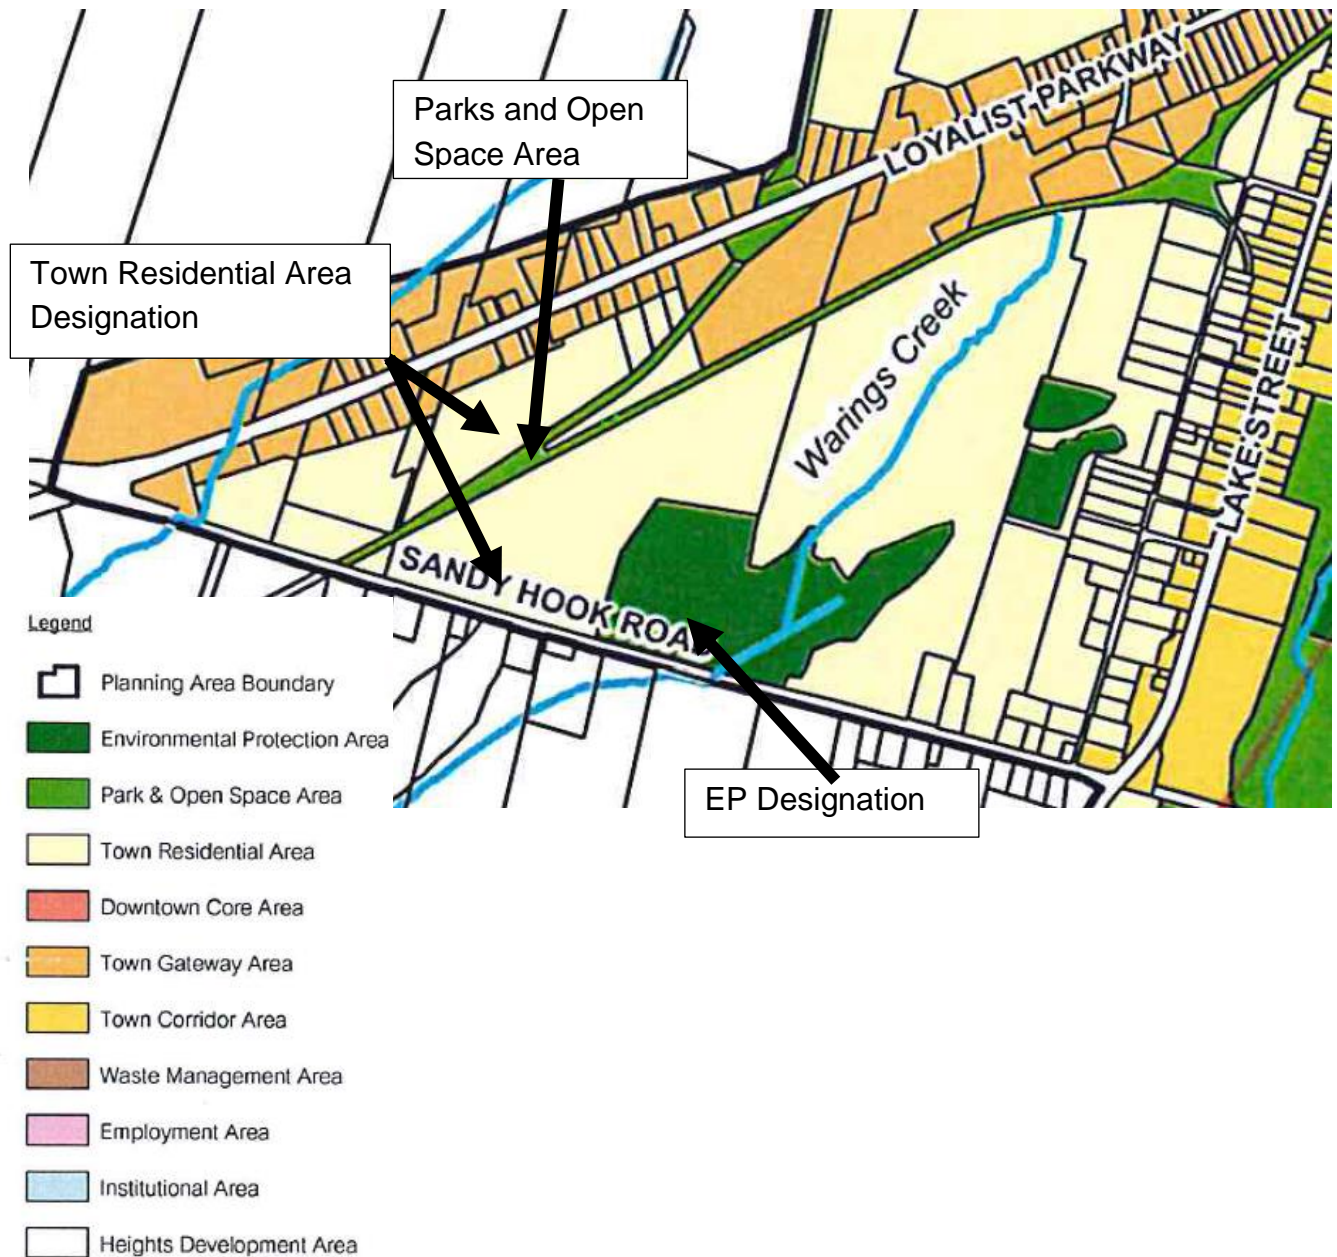 Parks and Open
Space Area
LOYALIST PARKWAY
Town Residential Area
Designation
Warings Creek
LAKE STREET
SANDY HOOK ROAD
EP Designation
Legend
Planning Area Boundary
Environmental Protection Area
Park & Open Space Area
Town Residential Area
Downtown Core Area
Town Gateway Area
Town Corridor Area
Waste Management Area
Employment Area
Institutional Area
Heights Development Area